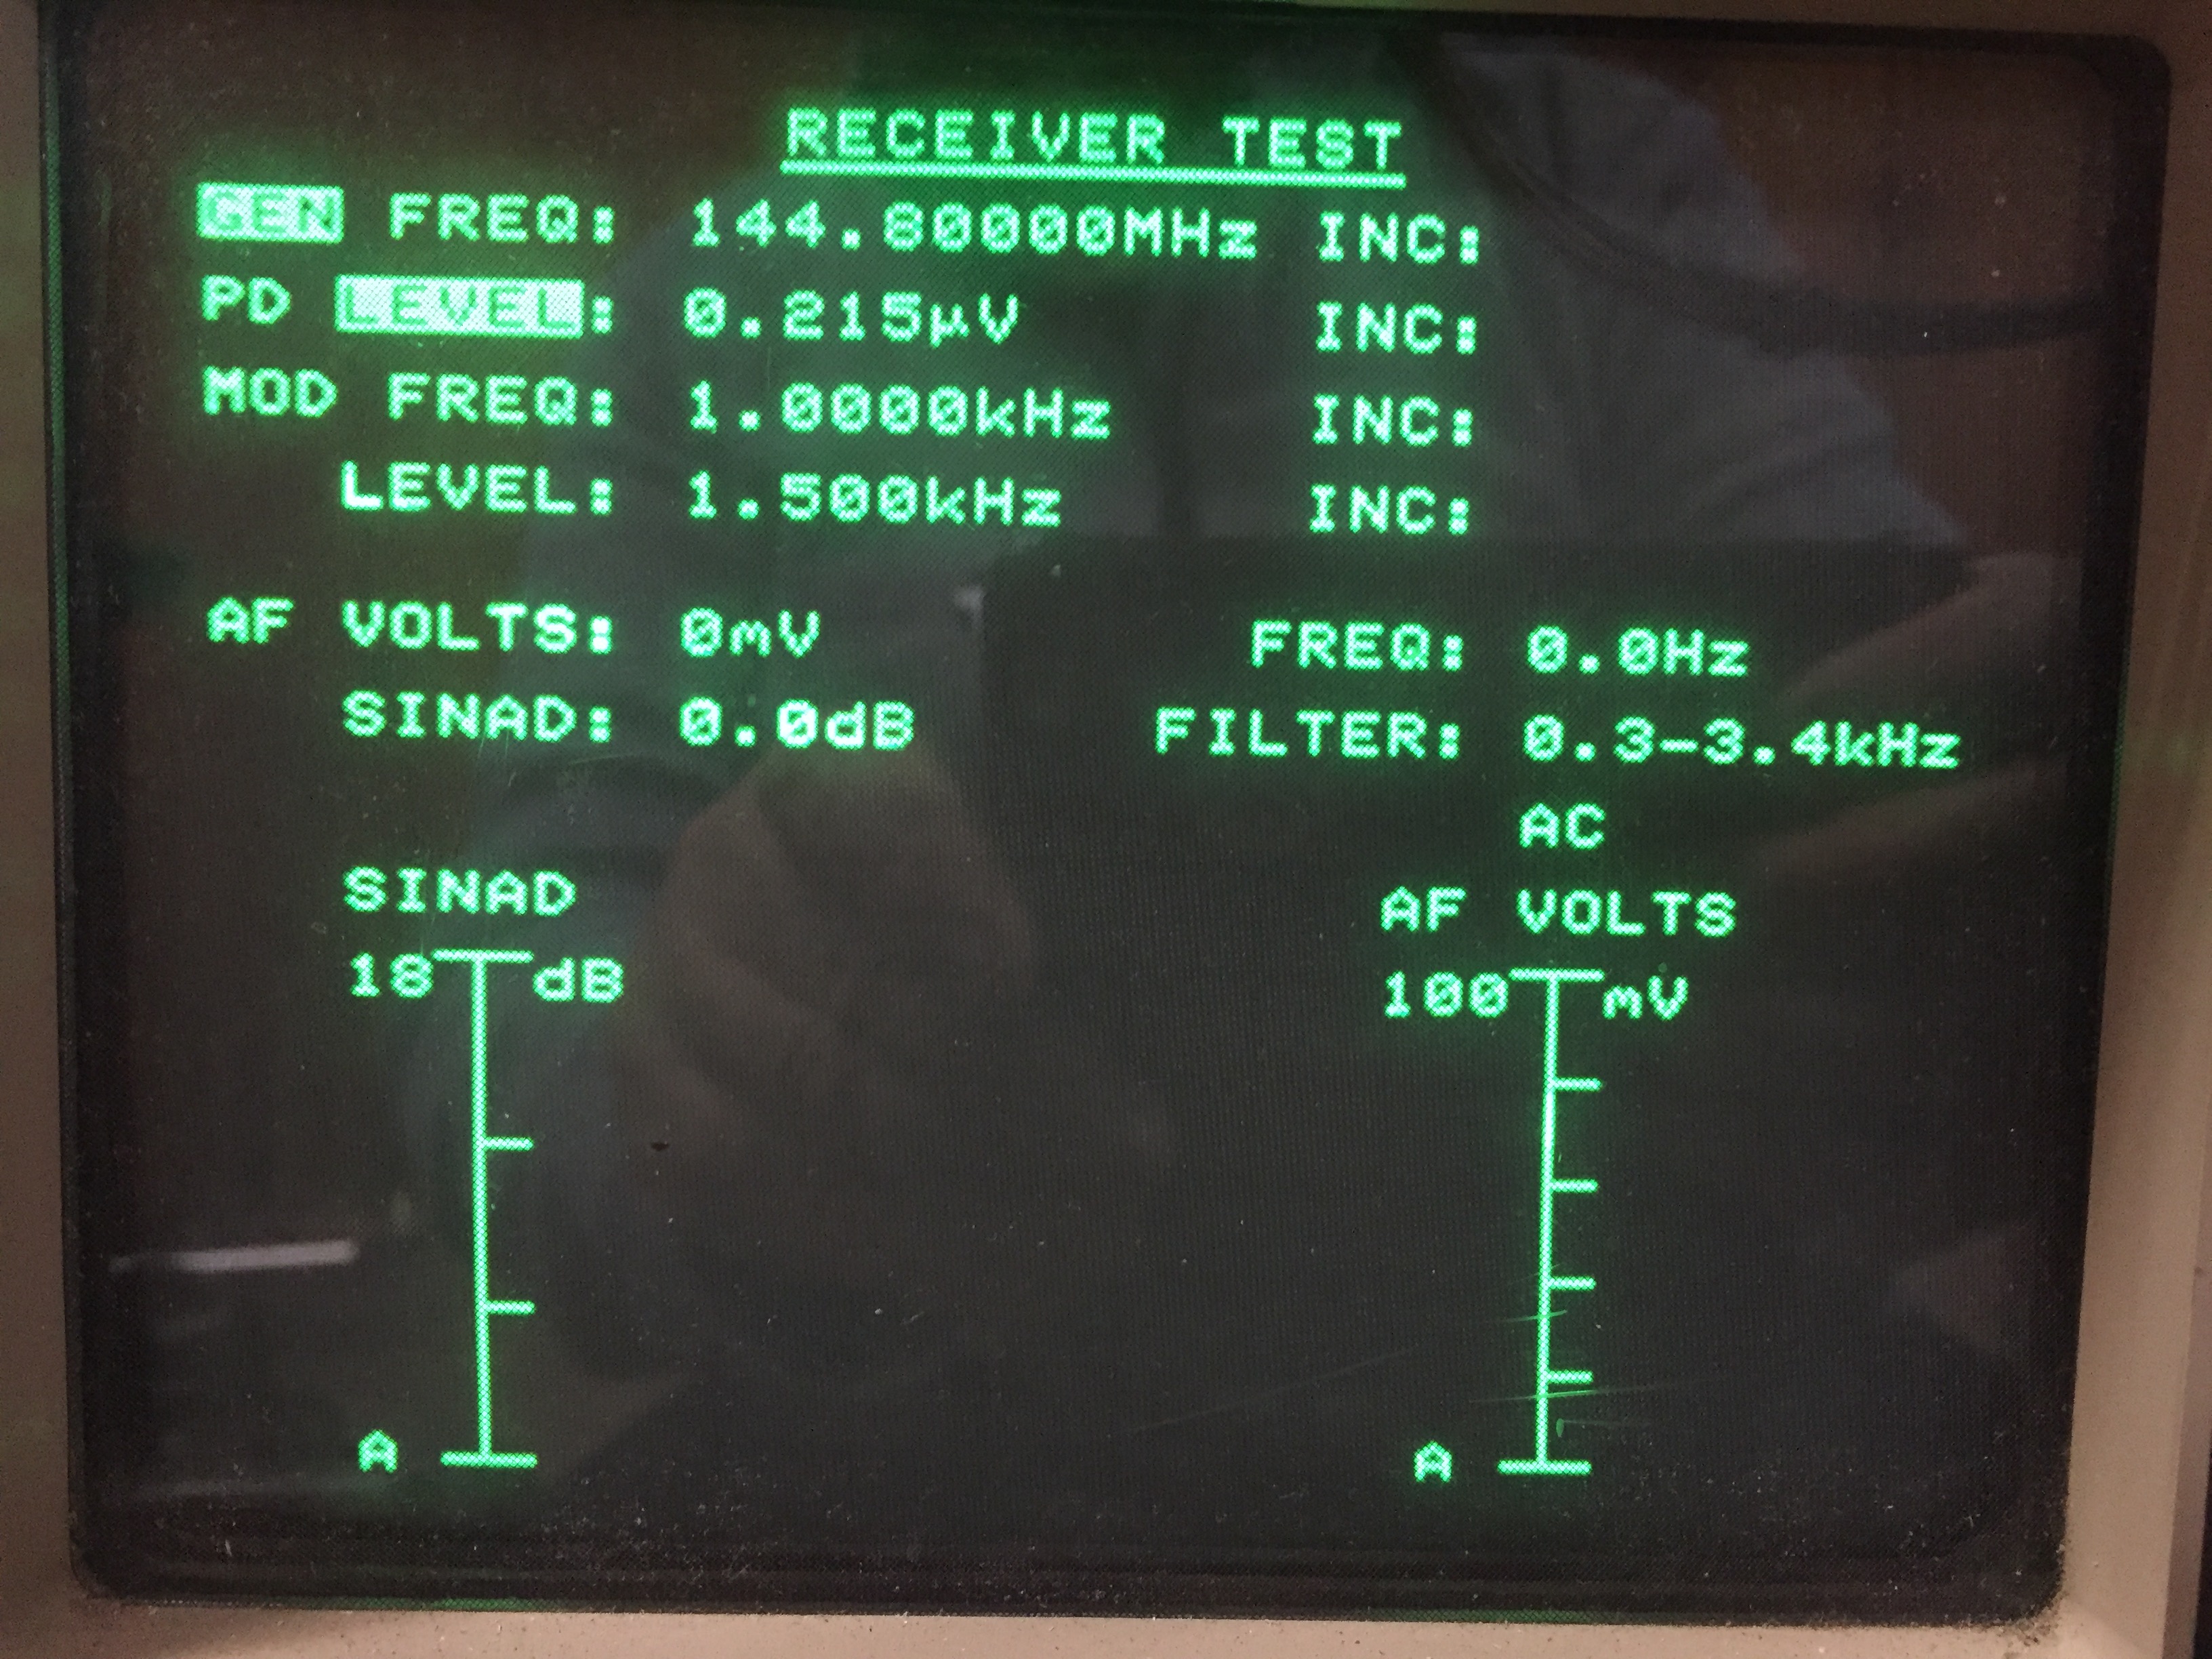 RECEIVER TEST
GEN FREQ: 144.80000MHz INC:
PD LEVEL: 0.215µV INC:
MOD FREQ: 1.0000kHz INC:
LEVEL: 1.500kHz INC:
AF VOLTS: 0mV FREQ: 0.0Hz
SINAD: 0.0dB FILTER: 0.3-3.4kHz
AC
SINAD AF VOLTS
18 dB 100 mV
A A